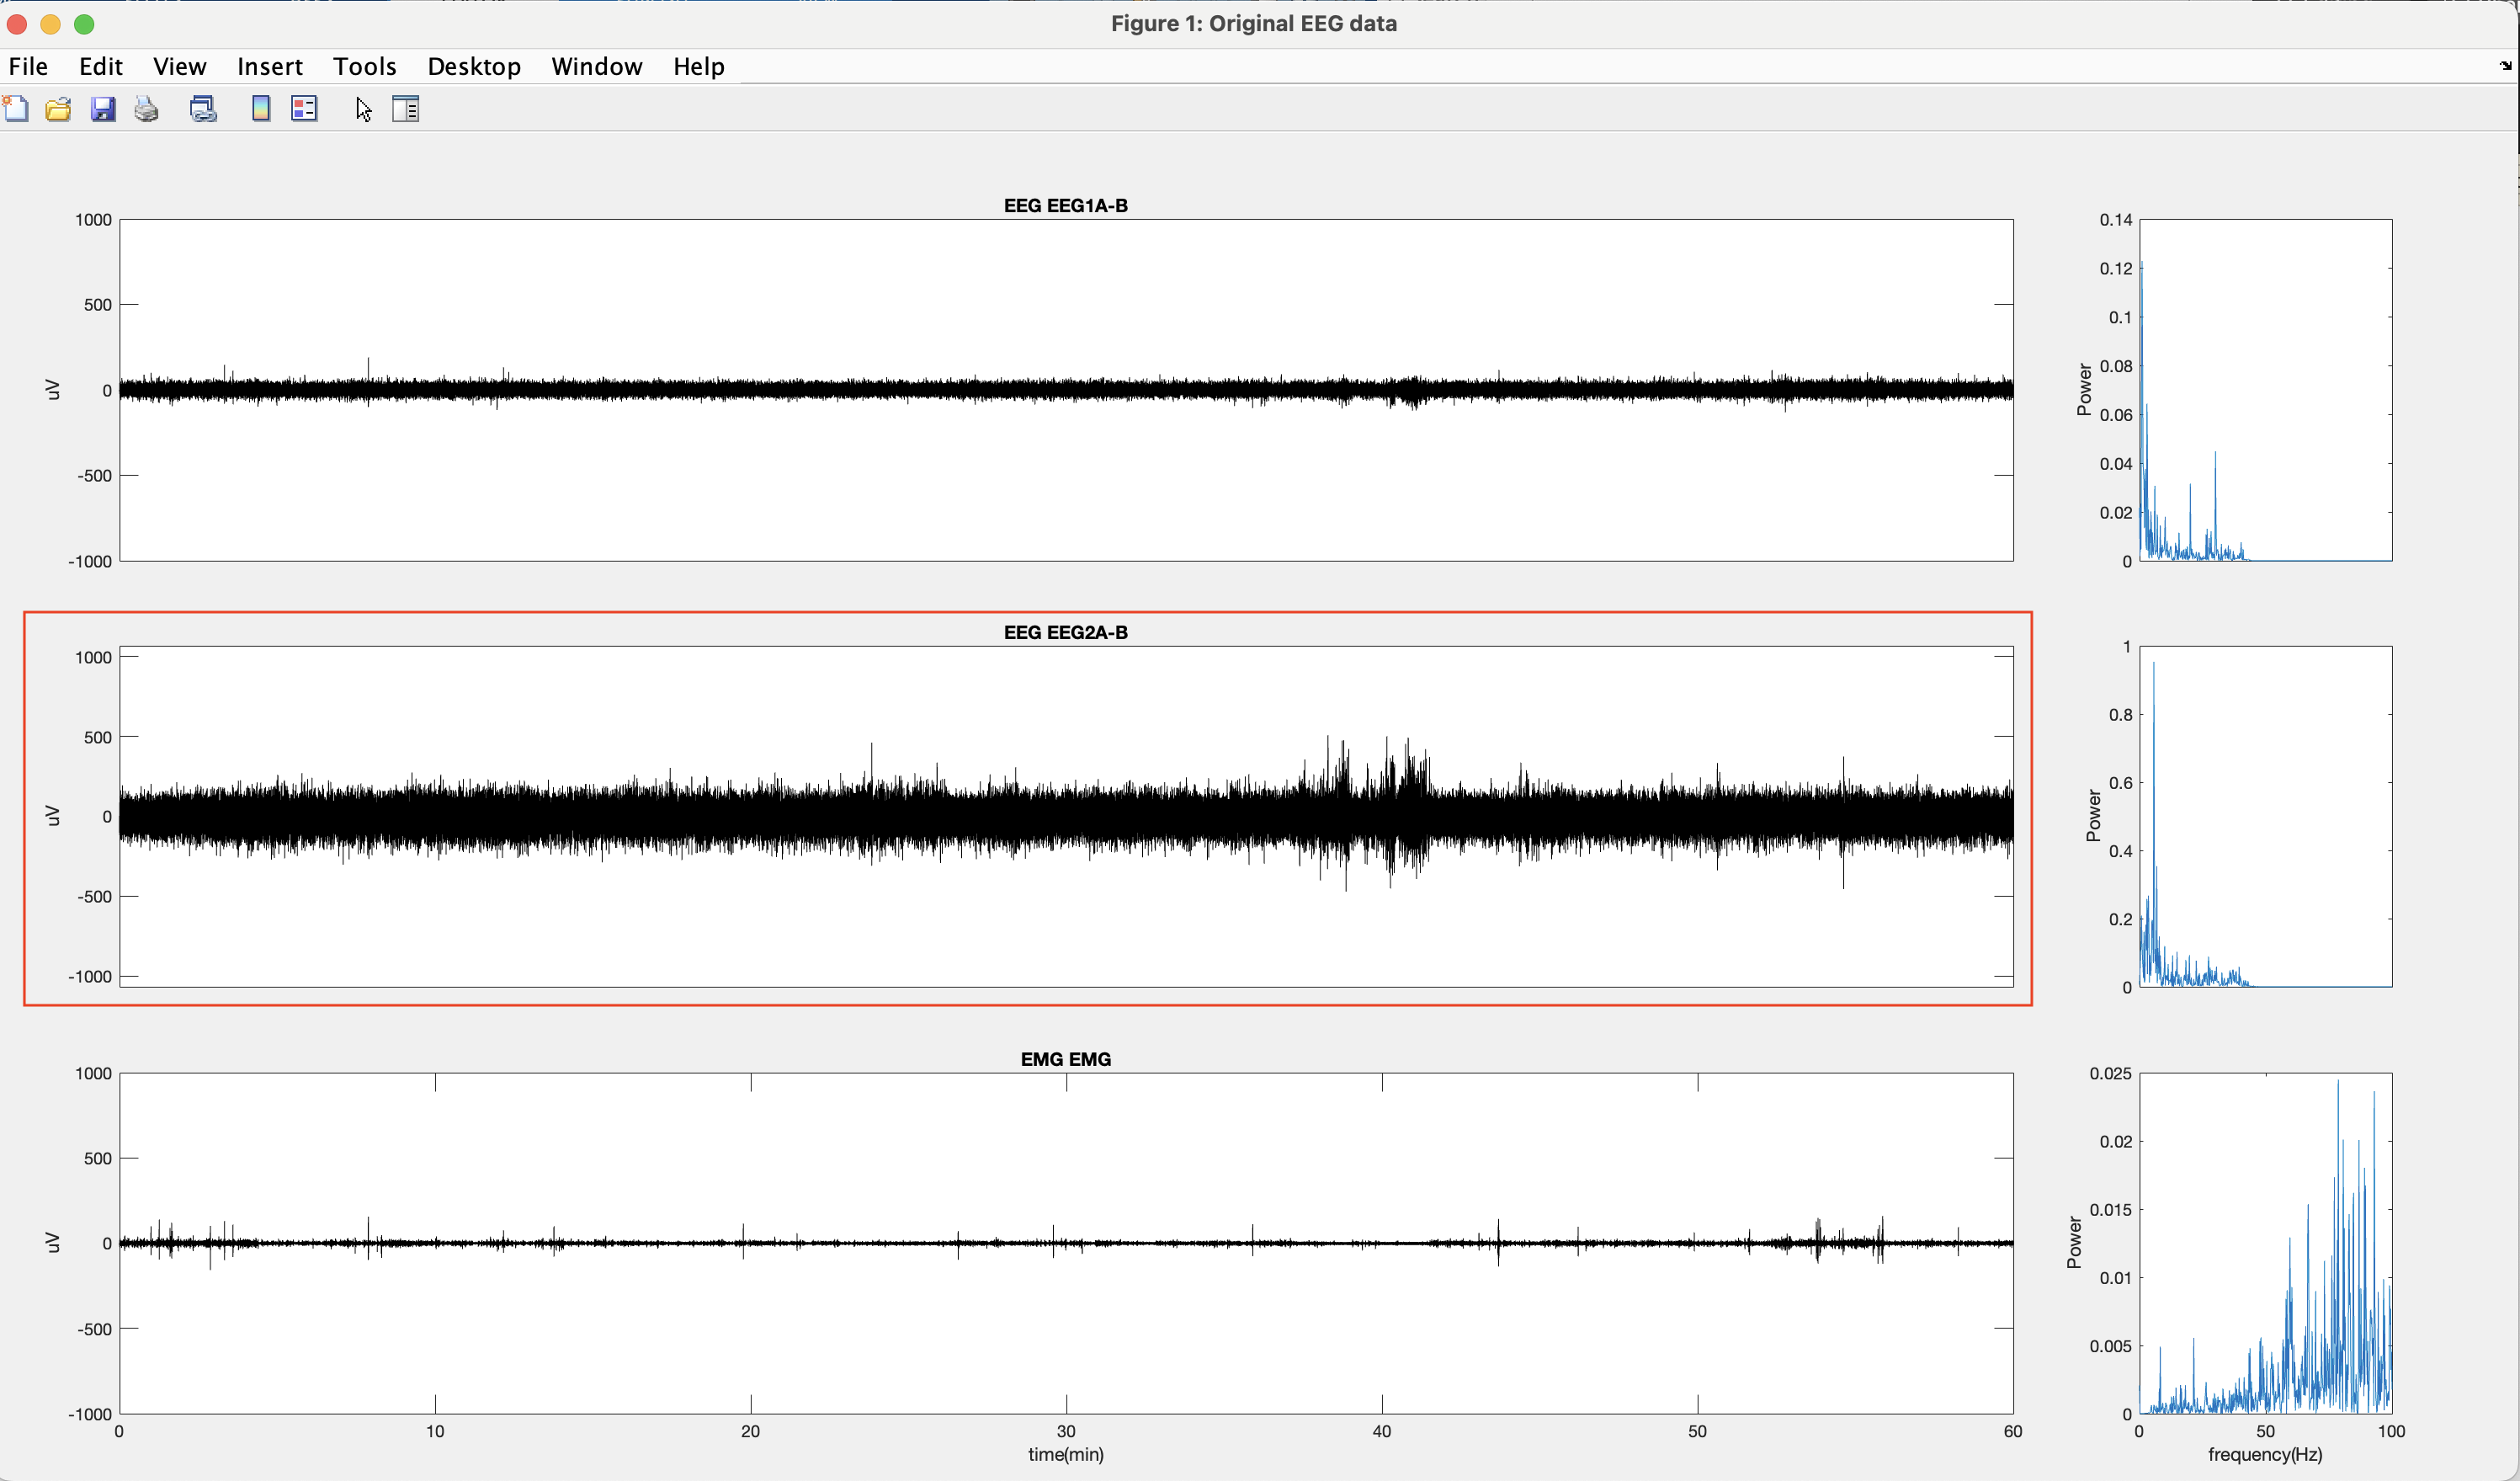 Figure 1: Original EEG data
File Edit View Insert Tools Desktop Window Help
EEG EEG1A-B
1000
500
0
-500
-1000
uV
0.14
0.12
0.1
0.08
0.06
0.04
0.02
0
Power
EEG EEG2A-B
1000
500
0
-500
-1000
uV
1
0.8
0.6
0.4
0.2
0
Power
EMG EMG
1000
500
0
-500
-1000
uV
0 10 20 30 40 50 60
time(min)
0.025
0.02
0.015
0.01
0.005
0
Power
0 50 100
frequency(Hz)